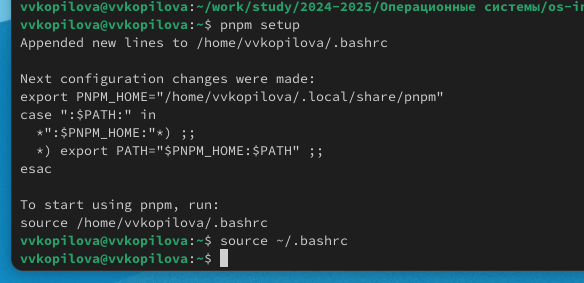 vvkopilova@vvkopilova:~/work/study/2024-2025/Операционные системы/os-i
vvkopilova@vvkopilova:~$ pnpm setup
Appended new lines to /home/vvkopilova/.bashrc

Next configuration changes were made:
export PNPM_HOME="/home/vvkopilova/.local/share/pnpm"
case ":$PATH:" in
  *":$PNPM_HOME:"*) ;;
  *) export PATH="$PNPM_HOME:$PATH" ;;
esac

To start using pnpm, run:
source /home/vvkopilova/.bashrc
vvkopilova@vvkopilova:~$ source ~/.bashrc
vvkopilova@vvkopilova:~$